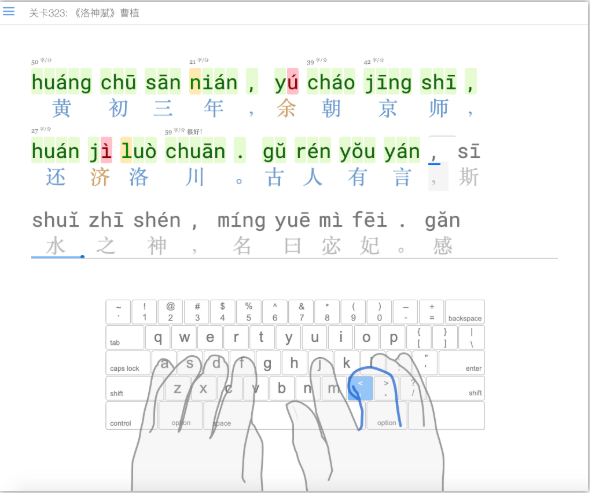 关卡323: 《洛神赋》曹植
50 字/分 21 字/分 39 字/分 42 字/分
huáng chū sān nián , yú cháo jīng shī ,
黄 初 三 年 , 余 朝 京 师 ,
27 字/分 59 字/分 很好!
huán jì luò chuān . gǔ rén yǒu yán , sī
还 济 洛 川 。 古 人 有 言 , 斯
shuǐ zhī shén , míng yuē mì fēi . gǎn
水 之 神 , 名 曰 宓 妃 。 感
~ ! @ # $ % ^ & * ( ) _ +
` 1 2 3 4 5 6 7 8 9 0 - = backspace
tab q w e r t y u i o p { [ } ] | \
caps lock a s d f g h j k " ' enter
shift z x c v b n m < > . ? / shift
control option space option